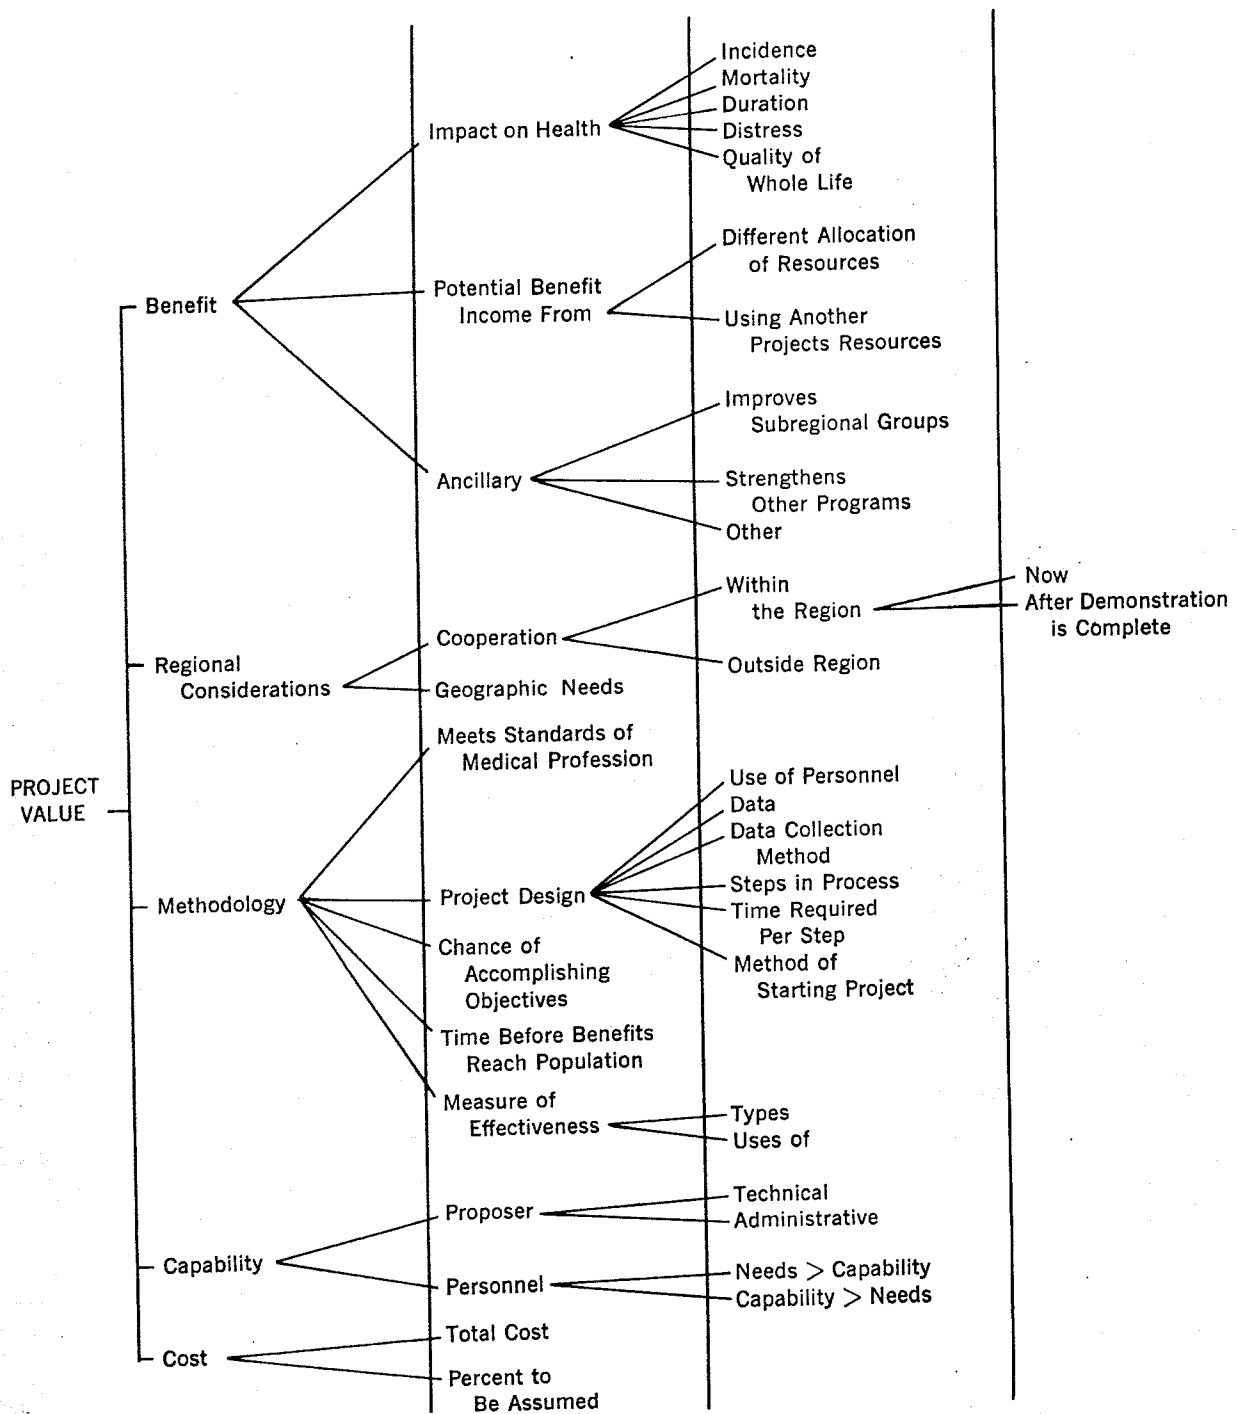 PROJECT
VALUE
Benefit
Impact on Health
Incidence
Mortality
Duration
Distress
Quality of
Whole Life
Potential Benefit
Income From
Different Allocation
of Resources
Using Another
Projects Resources
Ancillary
Improves
Subregional Groups
Strengthens
Other Programs
Other
Regional
Considerations
Cooperation
Within
the Region
Now
After Demonstration
is Complete
Outside Region
Geographic Needs
Methodology
Meets Standards of
Medical Profession
Project Design
Use of Personnel
Data
Data Collection
Method
Steps in Process
Time Required
Per Step
Method of
Starting Project
Chance of
Accomplishing
Objectives
Time Before Benefits
Reach Population
Measure of
Effectiveness
Types
Uses of
Capability
Proposer
Technical
Administrative
Personnel
Needs > Capability
Capability > Needs
Cost
Total Cost
Percent to
Be Assumed